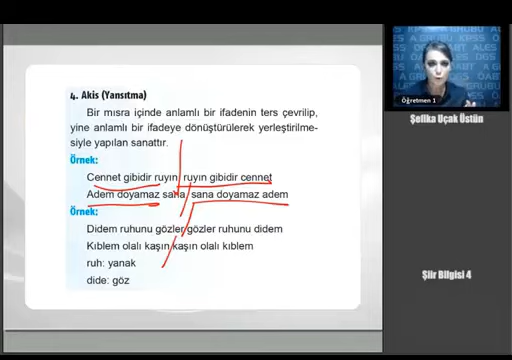 4. Akis (Yansıtma)
Bir mısra içinde anlamlı bir ifadenin ters çevrilip,
yine anlamlı bir ifadeye dönüştürülerek yerleştirilme-
siyle yapılan sanattır.
Örnek:
Cennet gibidir ruyın ruyın gibidir cennet
Adem doyamaz sana sana doyamaz adem
Örnek:
Didem ruhunu gözler gözler ruhunu didem
Kıblem olalı kaşın kaşın olalı kıblem
ruh: yanak
dide: göz
Öğretmen 1
Şefika Uçak Üstün
Şiir Bilgisi 4